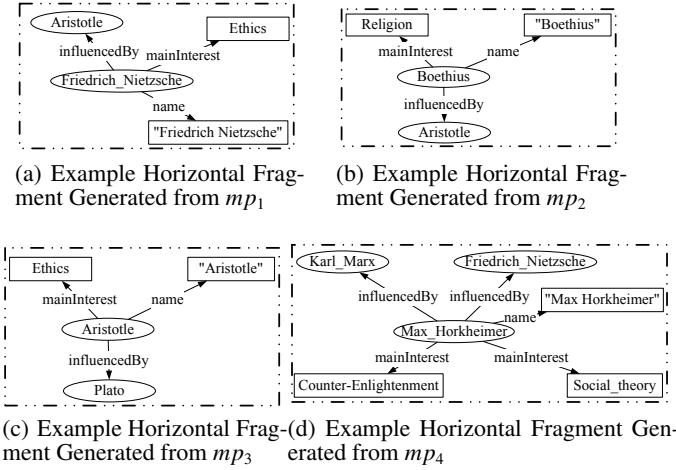 Aristotle
Ethics
influencedBy
mainInterest
Friedrich_Nietzsche
name
"Friedrich Nietzsche"
(a) Example Horizontal Frag-
ment Generated from mp1
Religion
"Boethius"
mainInterest
name
Boethius
influencedBy
Aristotle
(b) Example Horizontal Frag-
ment Generated from mp2
Ethics
"Aristotle"
mainInterest
name
Aristotle
influencedBy
Plato
(c) Example Horizontal Frag-
ment Generated from mp3
Karl_Marx
Friedrich_Nietzsche
influencedBy
influencedBy
"Max Horkheimer"
name
Max_Horkheimer
mainInterest
mainInterest
Counter-Enlightenment
Social_theory
(d) Example Horizontal Fragment Gen-
erated from mp4